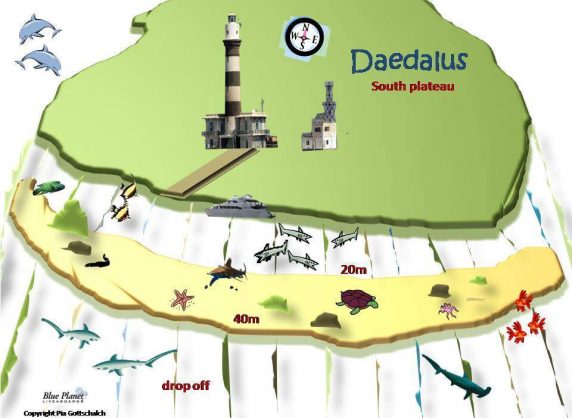 N
W E
S
Daedalus
South plateau
20m
40m
drop off
Blue Planet
LIVEABOARDS
Copyright Pia Gottschalch